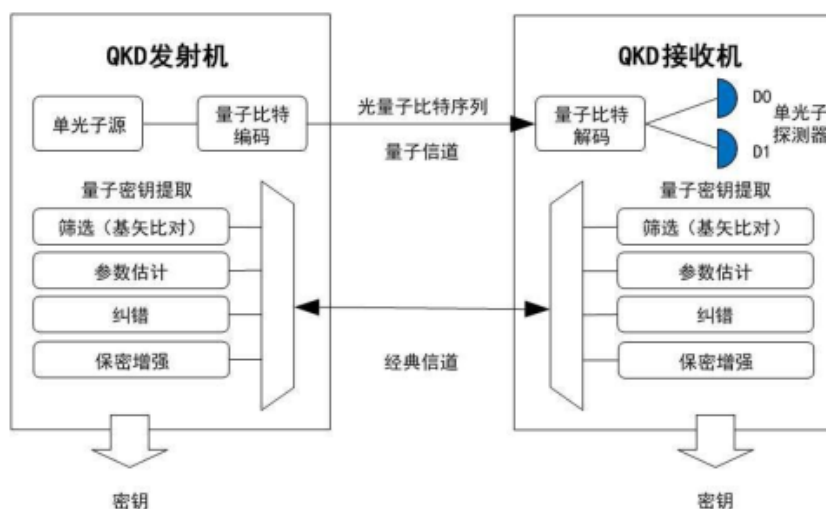 QKD发射机
QKD接收机
单光子源
量子比特
编码
光量子比特序列
量子信道
量子比特
解码
D0
D1
单光子
探测器
量子密钥提取
筛选（基矢比对）
参数估计
纠错
保密增强
经典信道
量子密钥提取
筛选（基矢比对）
参数估计
纠错
保密增强
密钥
密钥